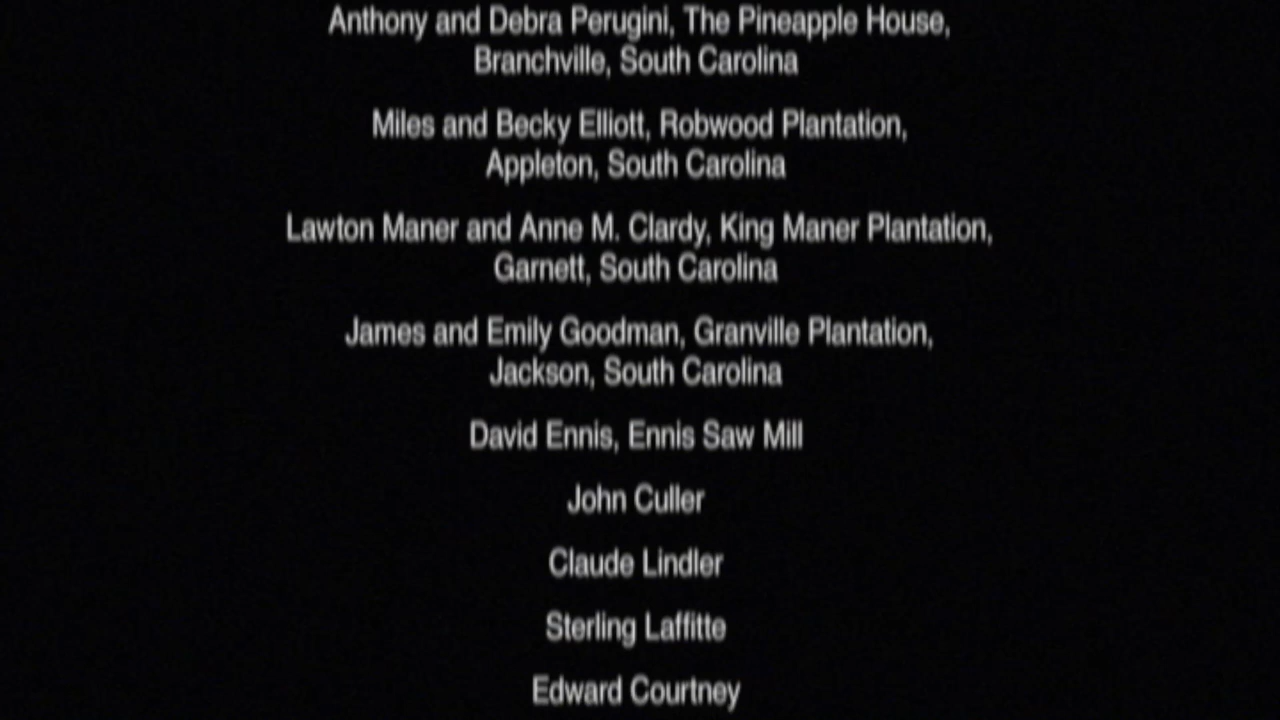 Anthony and Debra Perugini, The Pineapple House,
Branchville, South Carolina
Miles and Becky Elliott, Robwood Plantation,
Appleton, South Carolina
Lawton Maner and Anne M. Clardy, King Maner Plantation,
Garnett, South Carolina
James and Emily Goodman, Granville Plantation,
Jackson, South Carolina
David Ennis, Ennis Saw Mill
John Culler
Claude Lindler
Sterling Laffitte
Edward Courtney